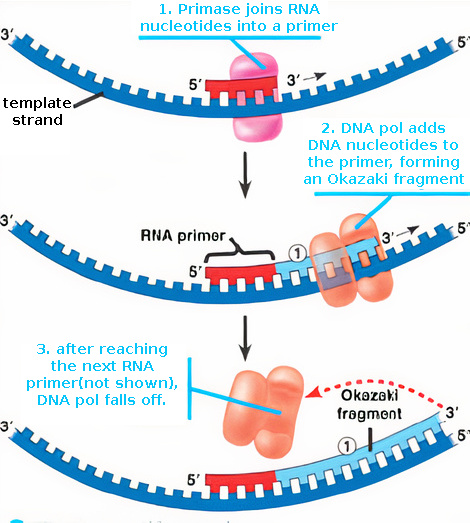 1. Primase joins RNA
nucleotides into a primer
3′
5′
5′
3′
template
strand
2. DNA pol adds
DNA nucleotides to
the primer, forming
an Okazaki fragment
3′
5′
RNA primer
1
3′
5′
3. after reaching
the next RNA
primer(not shown),
DNA pol falls off.
Okazaki
fragment
3′
3′
5′
1
5′